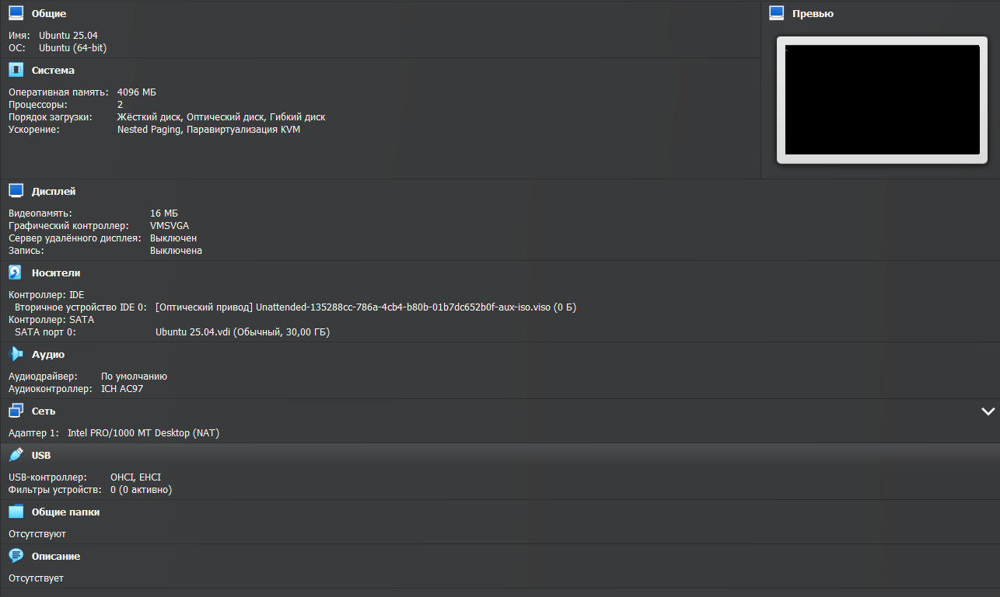 Общие
Имя: Ubuntu 25.04
ОС: Ubuntu (64-bit)
Превью
Система
Оперативная память: 4096 МБ
Процессоры: 2
Порядок загрузки: Жёсткий диск, Оптический диск, Гибкий диск
Ускорение: Nested Paging, Паравиртуализация KVM
Дисплей
Видеопамять: 16 МБ
Графический контроллер: VMSVGA
Сервер удалённого дисплея: Выключен
Запись: Выключена
Носители
Контроллер: IDE
Вторичное устройство IDE 0: [Оптический привод] Unattended-135288cc-786a-4cb4-b80b-01b7dc652b0f-aux-iso.viso (0 Б)
Контроллер: SATA
SATA порт 0: Ubuntu 25.04.vdi (Обычный, 30,00 ГБ)
Аудио
Аудиодрайвер: По умолчанию
Аудиоконтроллер: ICH AC97
Сеть
Адаптер 1: Intel PRO/1000 MT Desktop (NAT)
USB
USB-контроллер: OHCI, EHCI
Фильтры устройств: 0 (0 активно)
Общие папки
Отсутствуют
Описание
Отсутствует